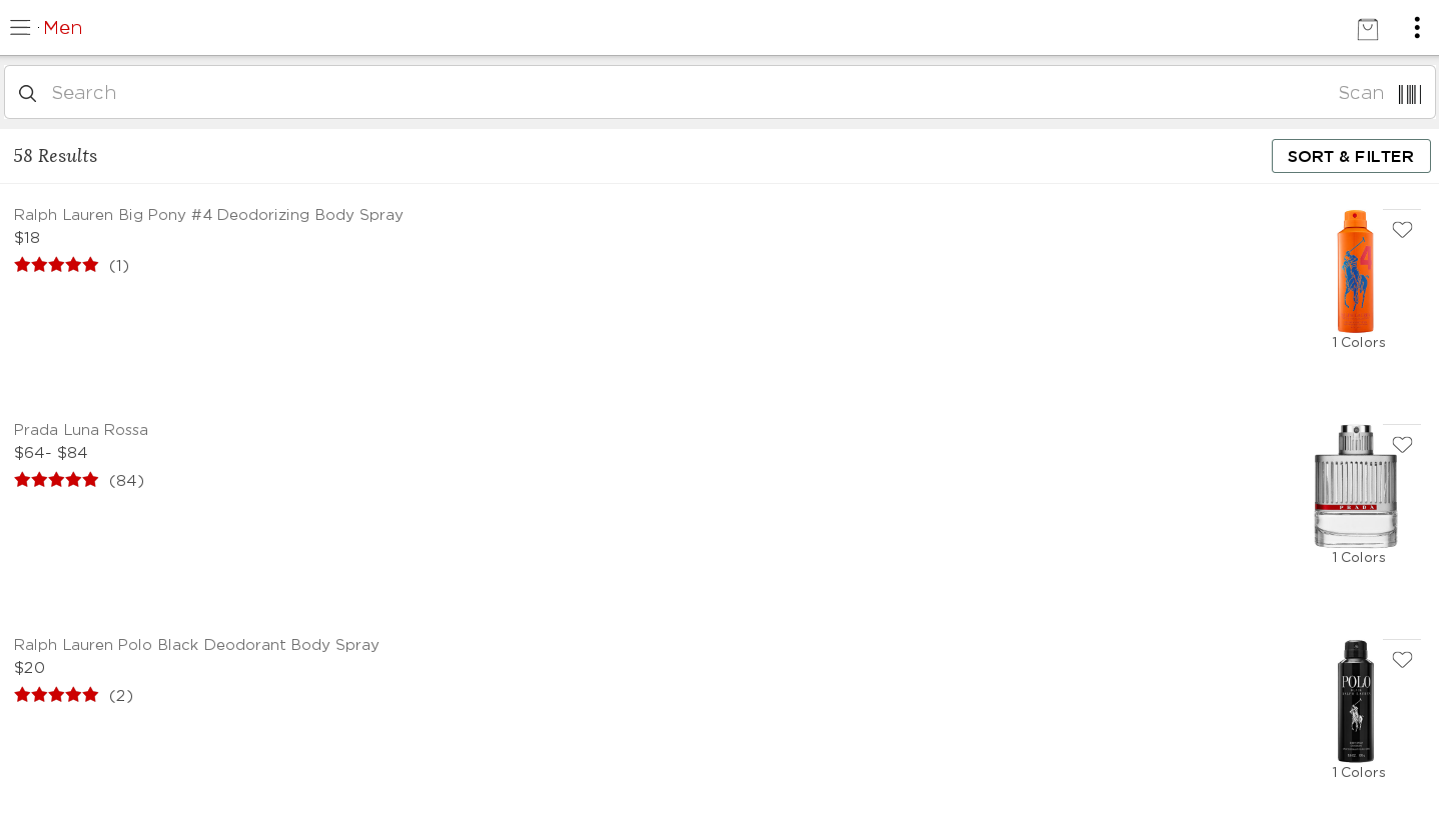 Men
Search
Scan
58 Results
SORT & FILTER
Ralph Lauren Big Pony #4 Deodorizing Body Spray
$18
(1)
4
1 Colors
Prada Luna Rossa
$64- $84
(84)
PRADA
1 Colors
Ralph Lauren Polo Black Deodorant Body Spray
$20
(2)
POLO
1 Colors